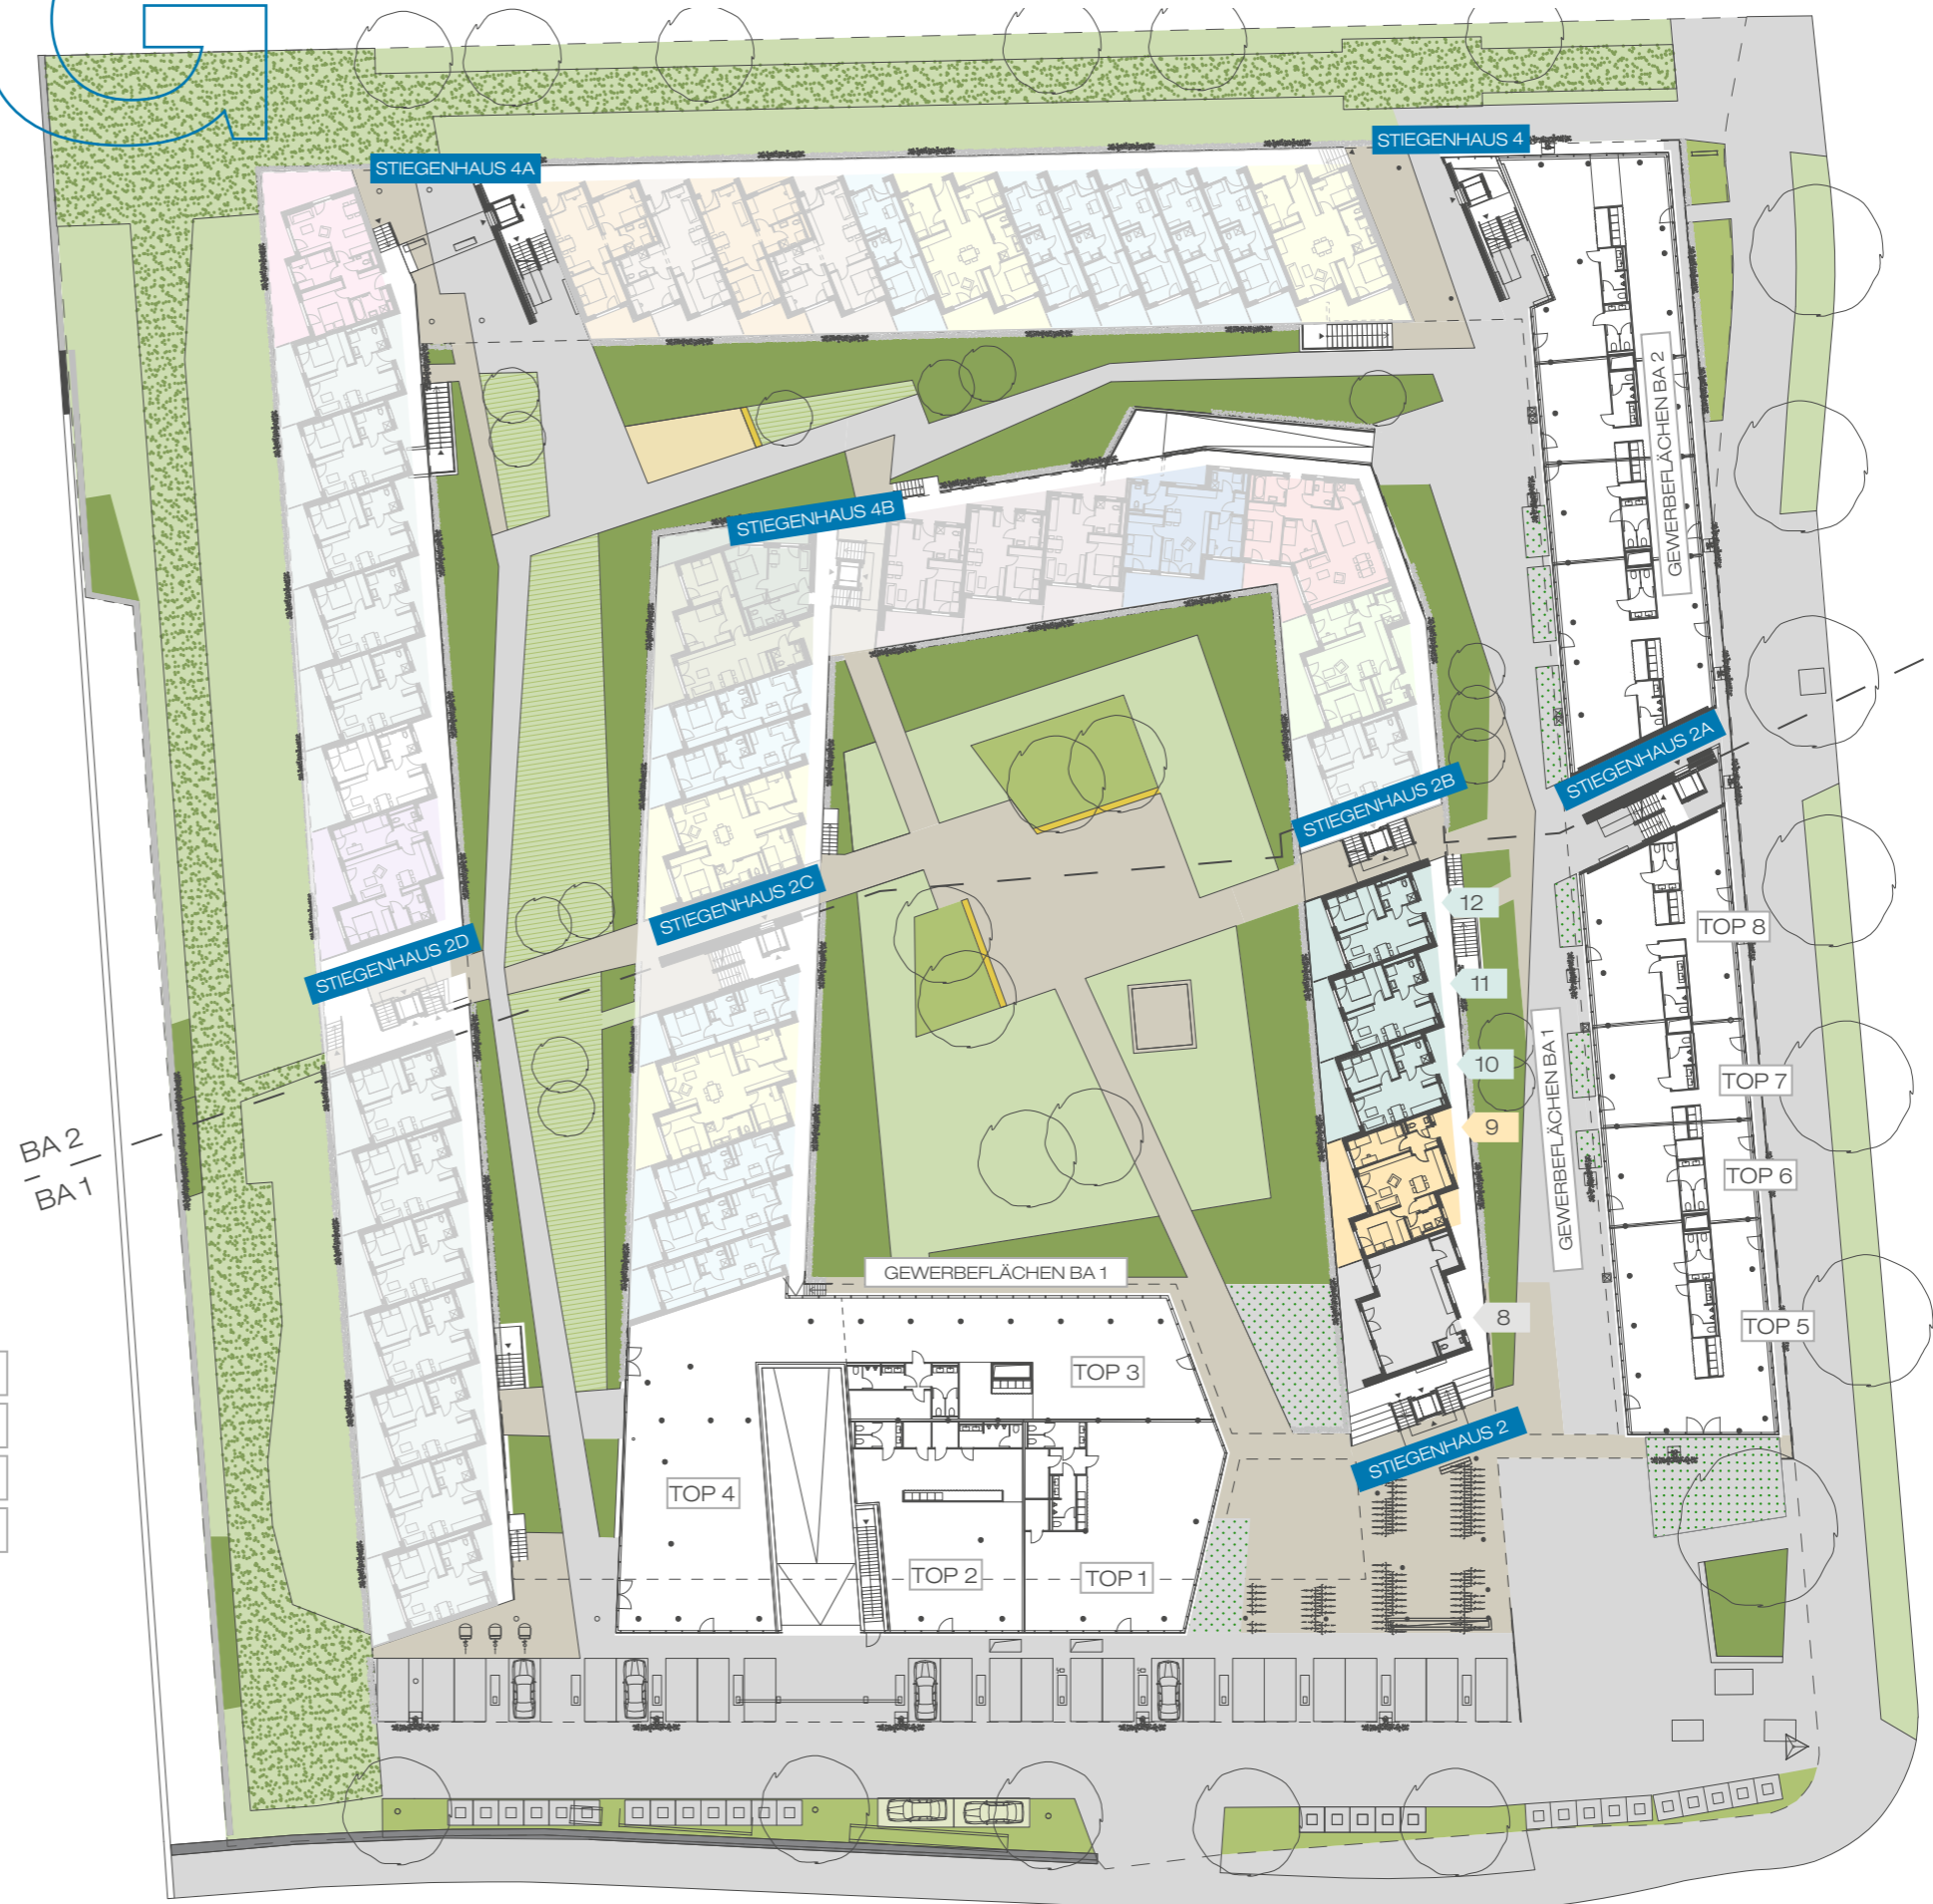 G
STIEGENHAUS 4A
STIEGENHAUS 4
GEWERBEFLÄCHEN BA 2
STIEGENHAUS 4B
STIEGENHAUS 2A
STIEGENHAUS 2B
STIEGENHAUS 2C
STIEGENHAUS 2D
12
TOP 8
11
10
GEWERBEFLÄCHEN BA 1
TOP 7
9
BA 2
BA 1
TOP 6
GEWERBEFLÄCHEN BA 1
8
TOP 5
TOP 3
STIEGENHAUS 2
TOP 4
TOP 2
TOP 1